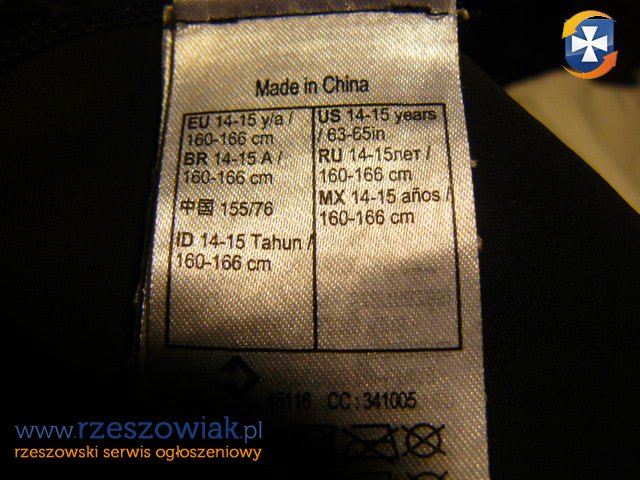 Made in China
EU 14-15 y/a /
160-166 cm
BR 14-15 A /
160-166 cm
中国 155/76
ID 14-15 Tahun /
160-166 cm
US 14-15 years
/ 63-65in
RU 14-15лет /
160-166 cm
MX 14-15 años /
160-166 cm
45116 CC : 341005
www.rzeszowiak.pl
rzeszowski serwis ogłoszeniowy